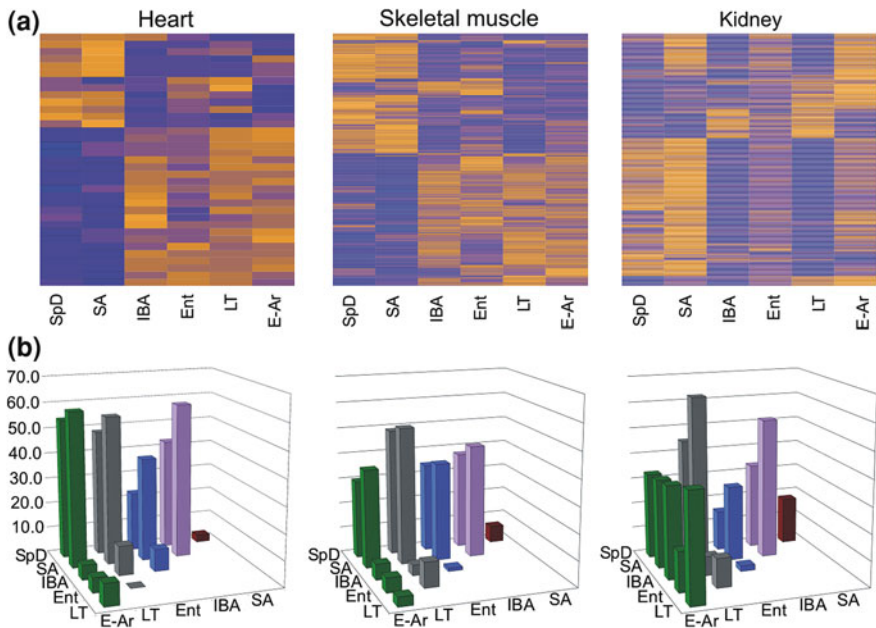 (a) Heart Skeletal muscle Kidney
SpD SA IBA Ent LT E-Ar SpD SA IBA Ent LT E-Ar SpD SA IBA Ent LT E-Ar
(b)
70.0
60.0
50.0
40.0
30.0
20.0
10.0
SpD SpD SpD
SA SA SA
IBA IBA IBA
Ent Ent Ent
LT LT LT
E-Ar LT Ent IBA SA E-Ar LT Ent IBA SA E-Ar LT Ent IBA SA